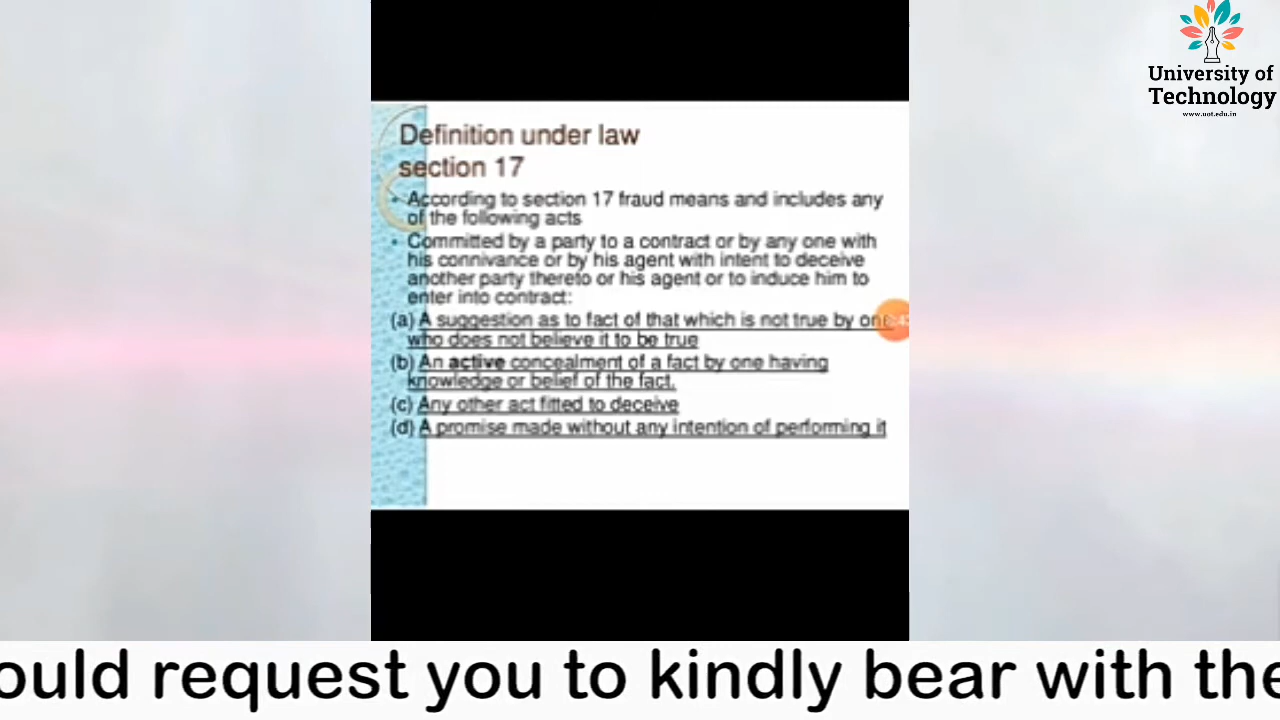 University of
Technology
www.uot.edu.in
Definition under law
section 17
According to section 17 fraud means and includes any
of the following acts
Committed by a party to a contract or by any one with
his connivance or by his agent with intent to deceive
another party thereto or his agent or to induce him to
enter into contract:
(a) A suggestion as to fact of that which is not true by one
who does not believe it to be true
(b) An active concealment of a fact by one having
knowledge or belief of the fact.
(c) Any other act fitted to deceive
(d) A promise made without any intention of performing it
ould request you to kindly bear with the